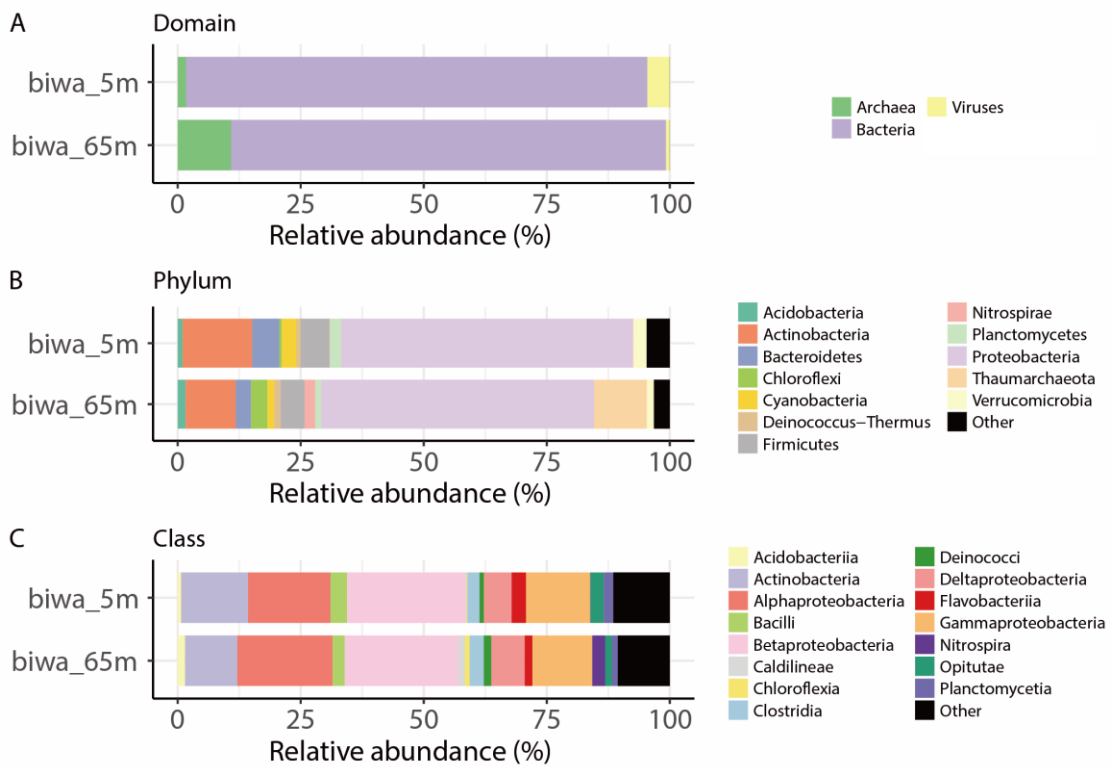 A Domain
biwa_5m
biwa_65m
0 25 50 75 100
Relative abundance (%)
Archaea Viruses
Bacteria
B Phylum
biwa_5m
biwa_65m
0 25 50 75 100
Relative abundance (%)
Acidobacteria Nitrospirae
Actinobacteria Planctomycetes
Bacteroidetes Proteobacteria
Chloroflexi Thaumarchaeota
Cyanobacteria Verrucomicrobia
Deinococcus−Thermus Other
Firmicutes
C Class
biwa_5m
biwa_65m
0 25 50 75 100
Relative abundance (%)
Acidobacteriia Deinococci
Actinobacteria Deltaproteobacteria
Alphaproteobacteria Flavobacteriia
Bacilli Gammaproteobacteria
Betaproteobacteria Nitrospira
Caldilineae Opitutae
Chloroflexia Planctomycetia
Clostridia Other